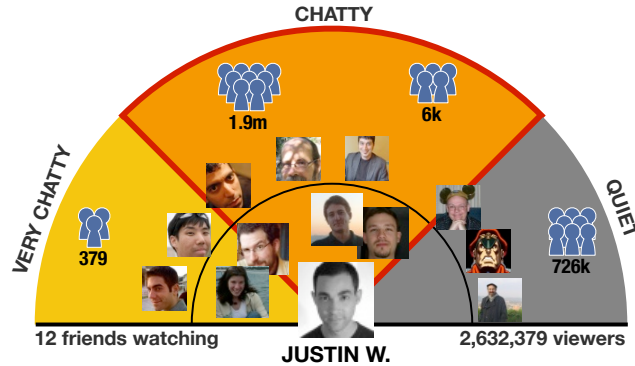 CHATTY
1.9m
6k
VERY CHATTY
379
QUIET
726k
12 friends watching
2,632,379 viewers
JUSTIN W.